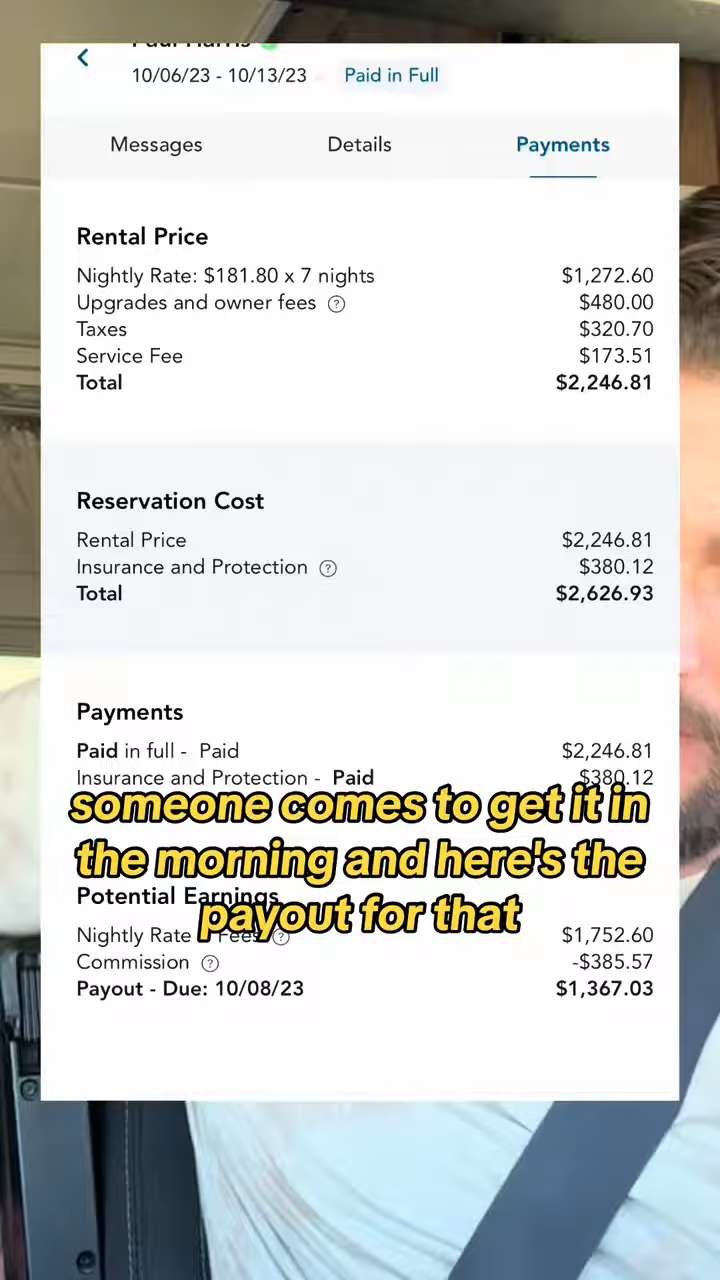 10/06/23 - 10/13/23 Paid in Full
Messages Details Payments
Rental Price
Nightly Rate: $181.80 x 7 nights $1,272.60
Upgrades and owner fees ? $480.00
Taxes $320.70
Service Fee $173.51
Total $2,246.81
Reservation Cost
Rental Price $2,246.81
Insurance and Protection ? $380.12
Total $2,626.93
Payments
Paid in full - Paid $2,246.81
Insurance and Protection - Paid $380.12
someone comes to get it in
the morning and here's the
payout for that
Potential Earnings
Nightly Rate Fees ? $1,752.60
Commission ? -$385.57
Payout - Due: 10/08/23 $1,367.03